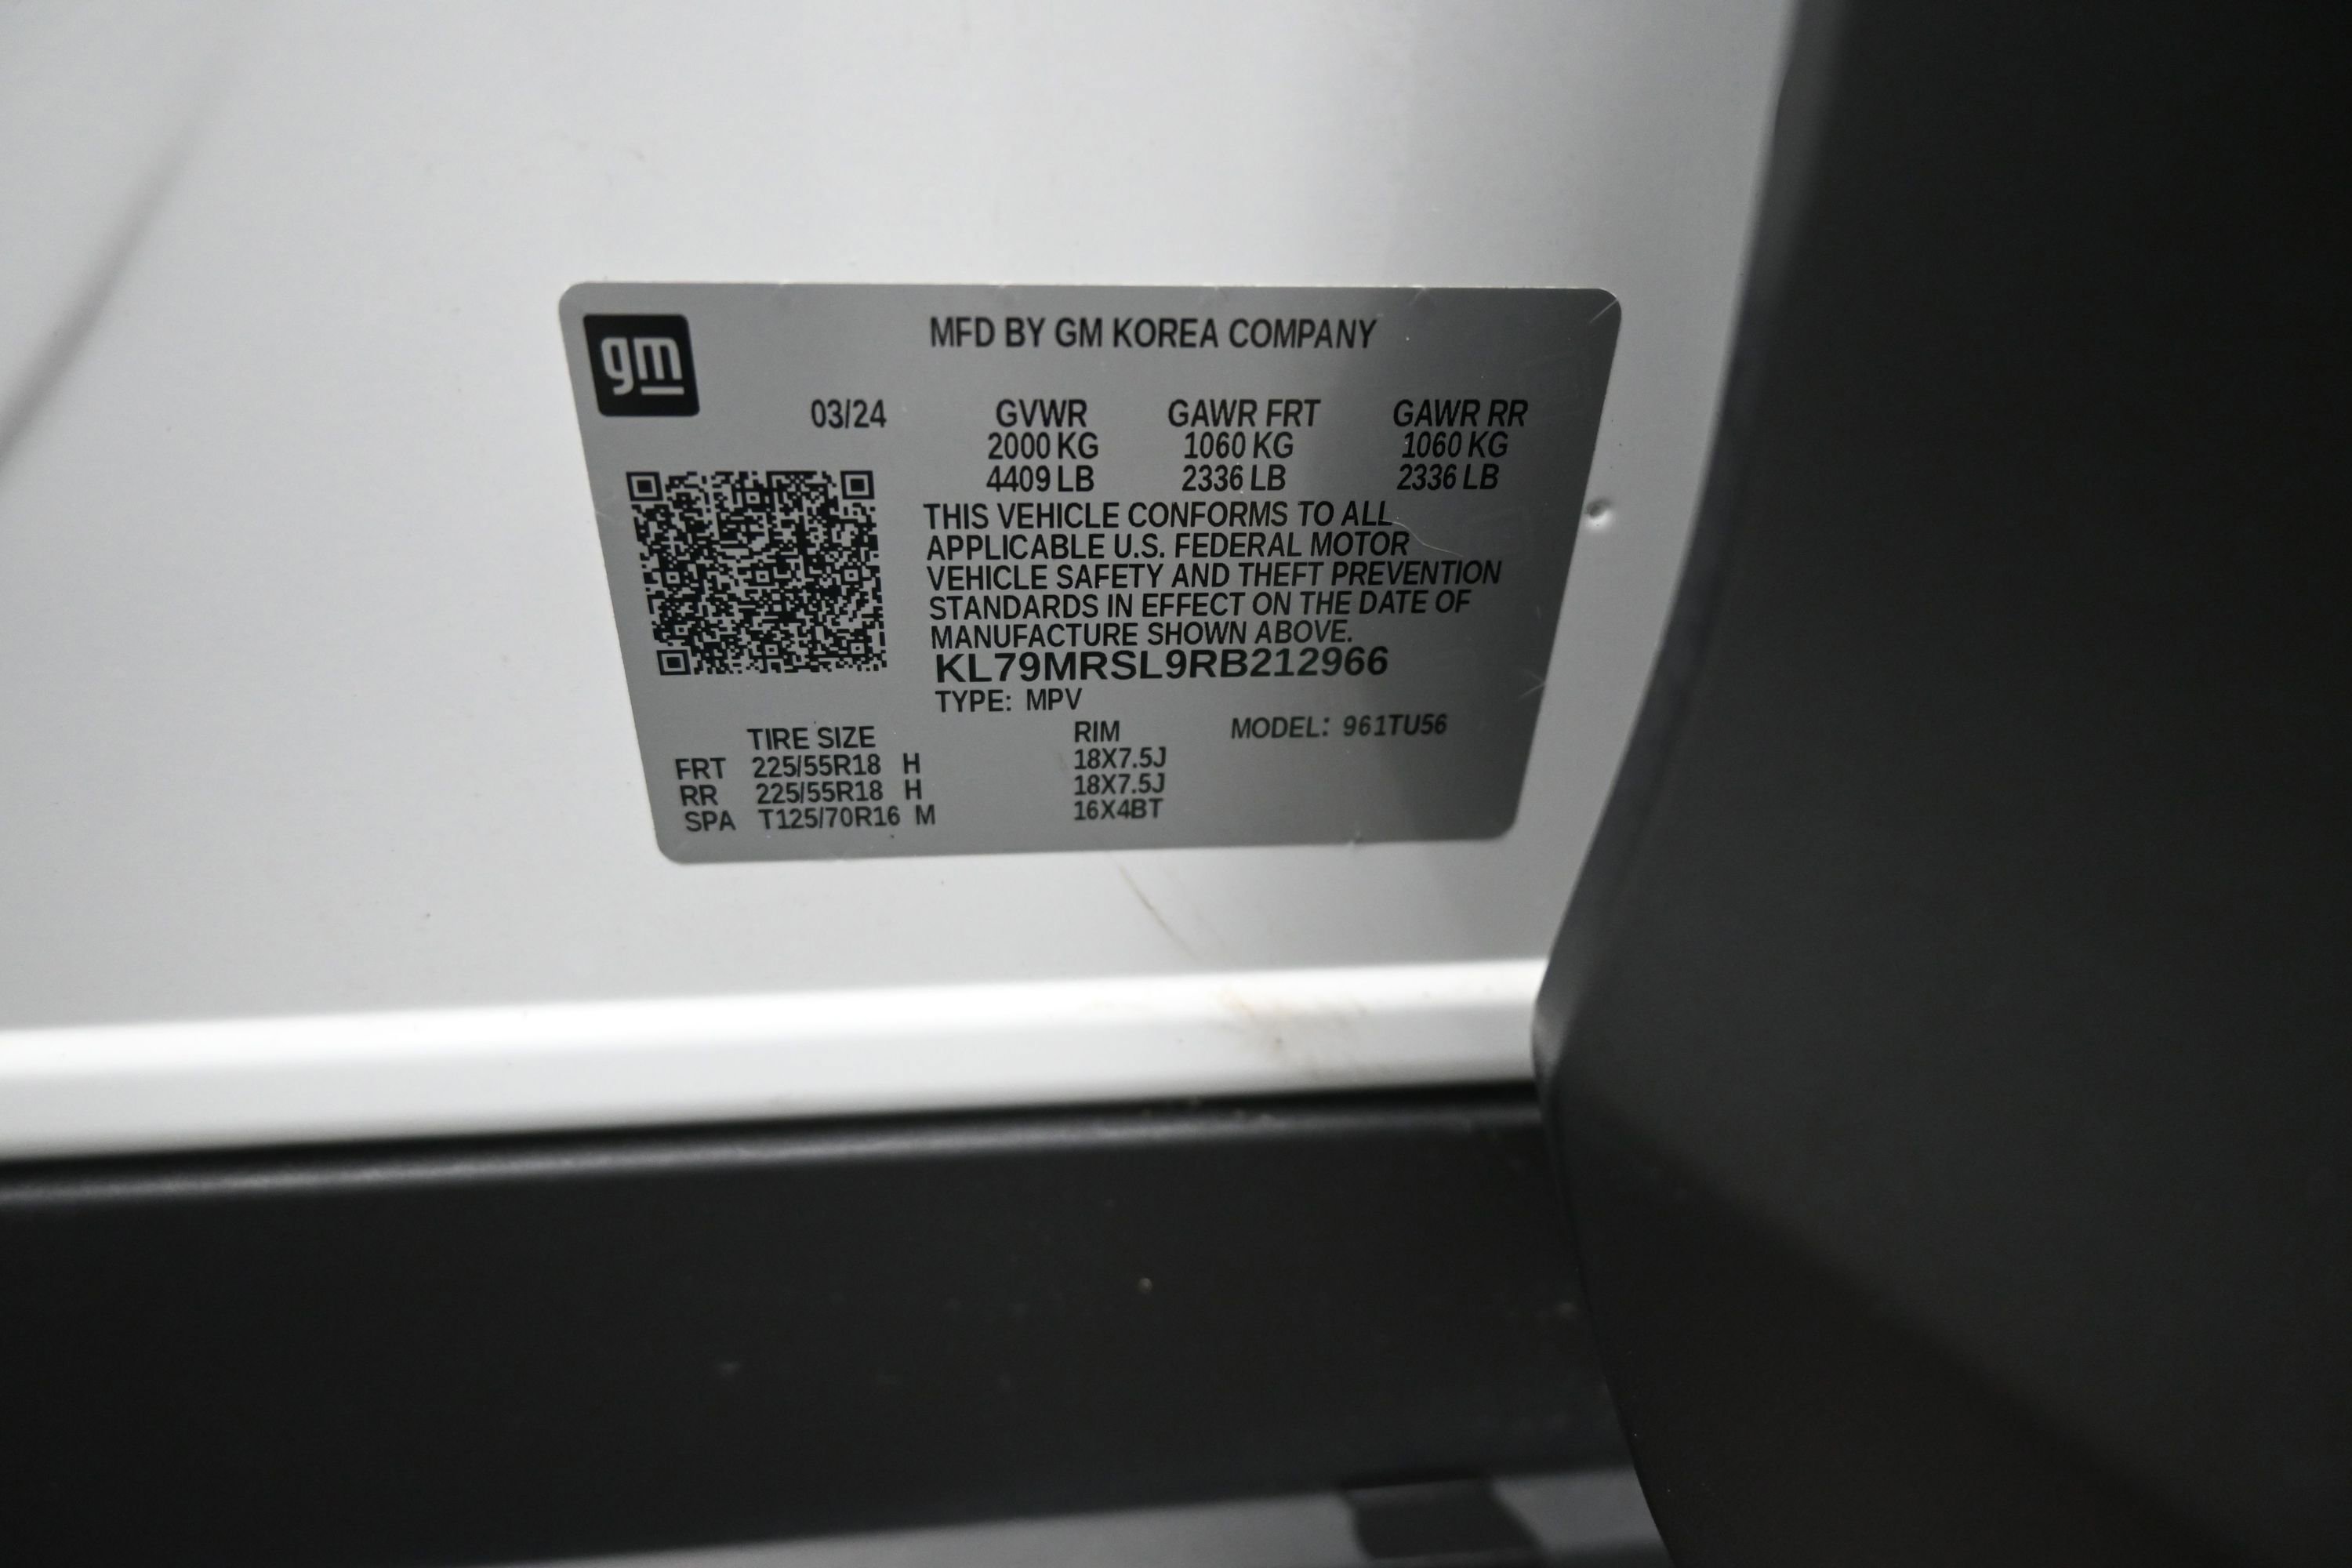 gm
MFD BY GM KOREA COMPANY
03/24 GVWR GAWR FRT GAWR RR
2000 KG 1060 KG 1060 KG
4409 LB 2336 LB 2336 LB
THIS VEHICLE CONFORMS TO ALL
APPLICABLE U.S. FEDERAL MOTOR
VEHICLE SAFETY AND THEFT PREVENTION
STANDARDS IN EFFECT ON THE DATE OF
MANUFACTURE SHOWN ABOVE.
KL79MRSL9RB212966
TYPE: MPV
TIRE SIZE RIM MODEL: 961TU56
FRT 225/55R18 H 18X7.5J
RR 225/55R18 H 18X7.5J
SPA T125/70R16 M 16X4BT